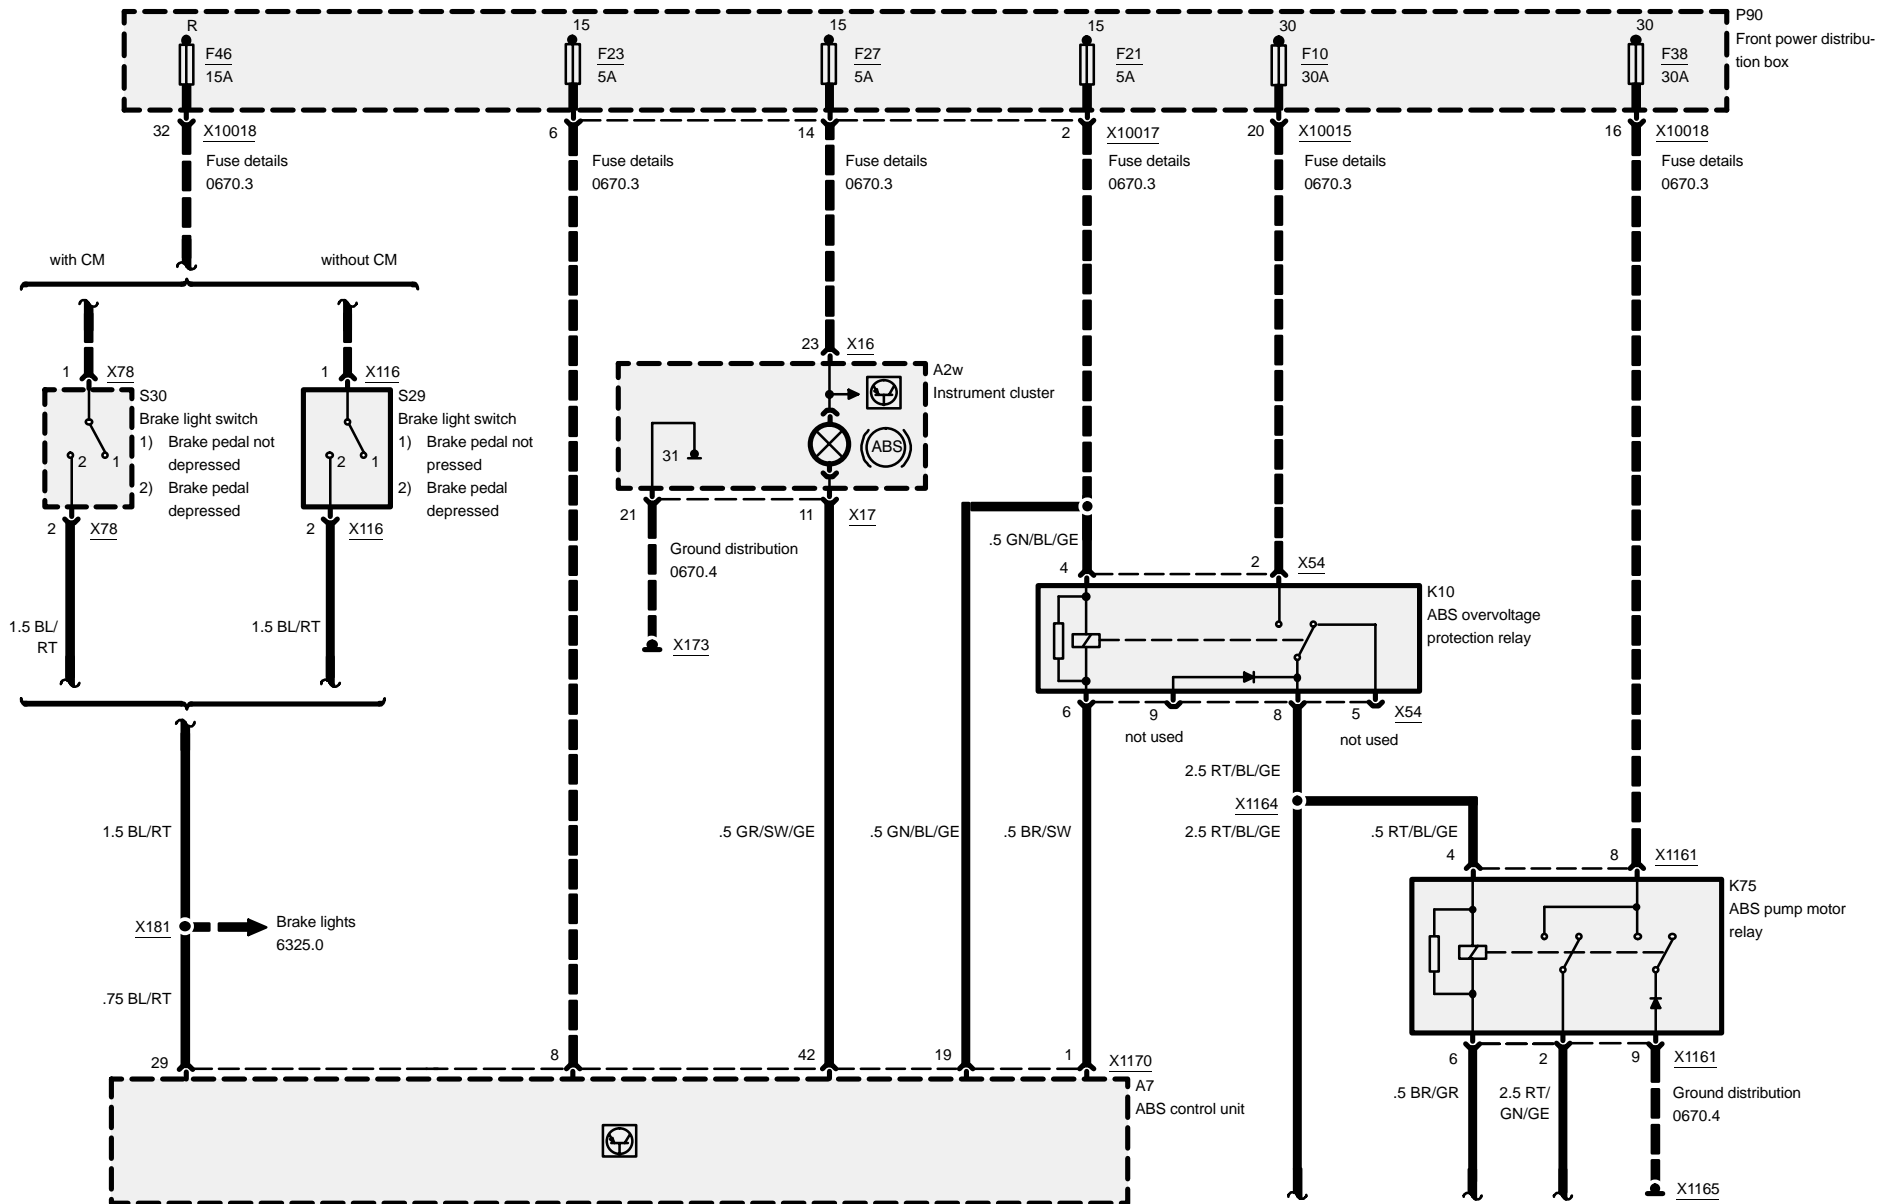 R
15
15
15
30
30
P90
Front power distribu-
tion box
F46
15A
F23
5A
F27
5A
F21
5A
F10
30A
F38
30A
32
X10018
6
14
2
X10017
20
X10015
16
X10018
Fuse details
0670.3
Fuse details
0670.3
Fuse details
0670.3
Fuse details
0670.3
Fuse details
0670.3
Fuse details
0670.3
with CM
without CM
1
X78
1
X116
S30
Brake light switch
1) Brake pedal not
depressed
2) Brake pedal
depressed
2
1
S29
Brake light switch
1) Brake pedal not
pressed
2) Brake pedal
depressed
2
1
2
X78
2
X116
23
X16
A2w
Instrument cluster
31
ABS
21
11
X17
Ground distribution
0670.4
X173
.5 GN/BL/GE
4
2
X54
K10
ABS overvoltage
protection relay
6
9
8
5
X54
not used
not used
1.5 BL/
RT
1.5 BL/RT
2.5 RT/BL/GE
X1164
1.5 BL/RT
.5 GR/SW/GE
.5 GN/BL/GE
.5 BR/SW
2.5 RT/BL/GE
.5 RT/BL/GE
4
8
X1161
K75
ABS pump motor
relay
X181
Brake lights
6325.0
.75 BL/RT
29
8
42
19
1
X1170
A7
ABS control unit
6
2
9
X1161
.5 BR/GR
2.5 RT/
GN/GE
Ground distribution
0670.4
X1165